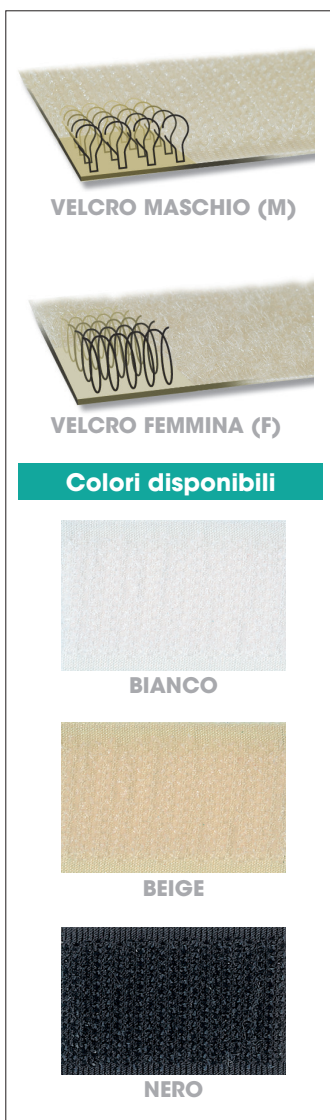 VELCRO MASCHIO (M)
VELCRO FEMMINA (F)
Colori disponibili
BIANCO
BEIGE
NERO